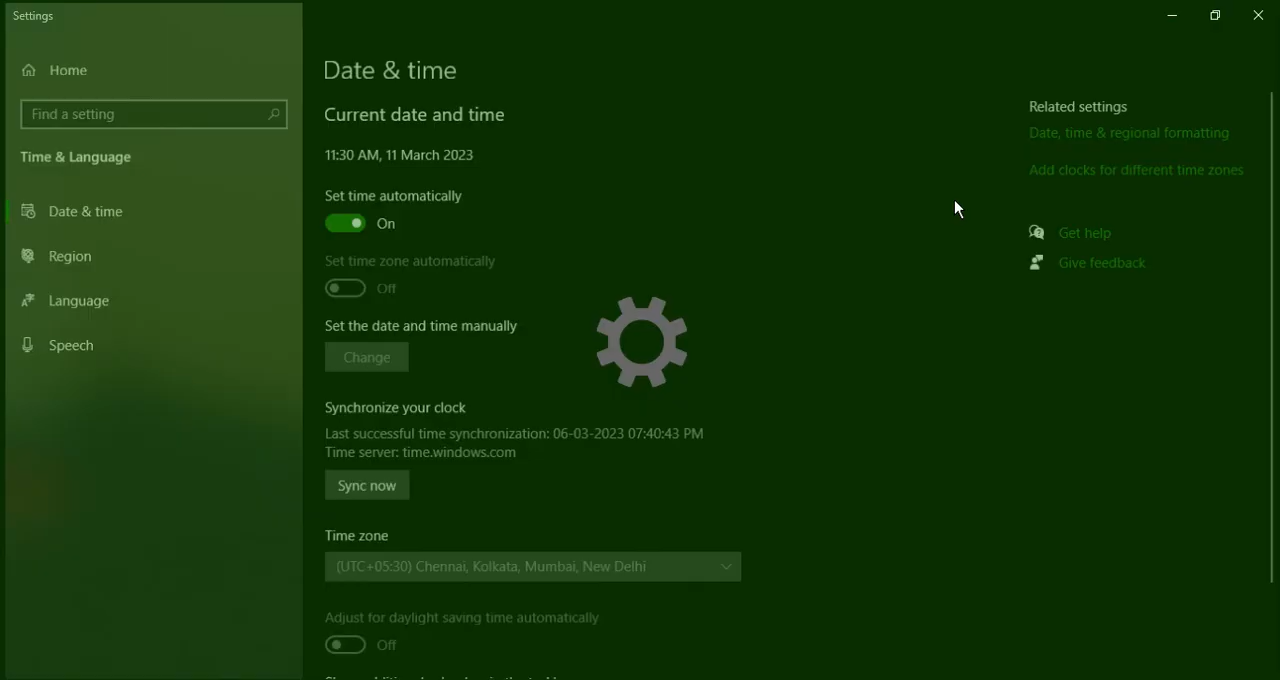 Settings
Home
Find a setting
Time & Language
Date & time
Region
Language
Speech
Date & time
Current date and time
11:30 AM, 11 March 2023
Set time automatically
On
Set time zone automatically
Off
Set the date and time manually
Change
Synchronize your clock
Last successful time synchronization: 06-03-2023 07:40:43 PM
Time server: time.windows.com
Sync now
Time zone
(UTC+05:30) Chennai, Kolkata, Mumbai, New Delhi
Adjust for daylight saving time automatically
Off
Related settings
Date, time & regional formatting
Add clocks for different time zones
Get help
Give feedback